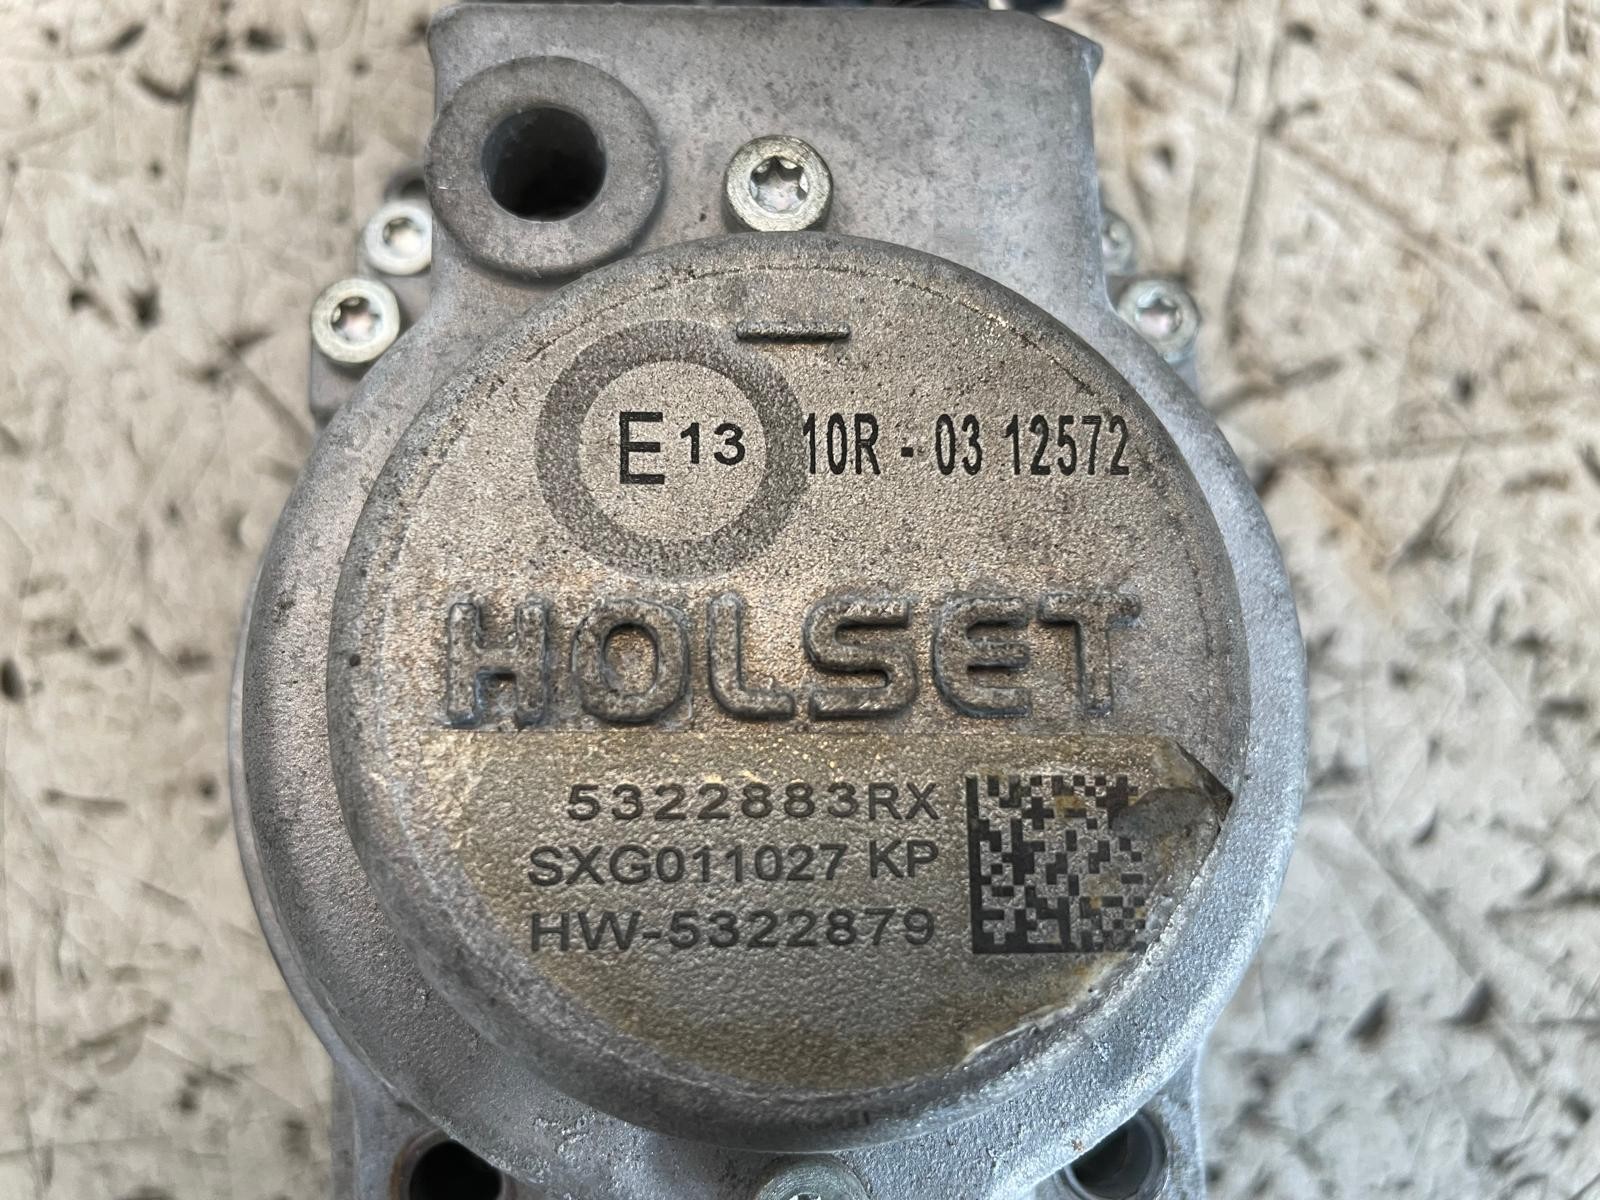 E13 10R - 03 12572
HOLSET
5322883RX
SXG011027 KP
HW-5322879